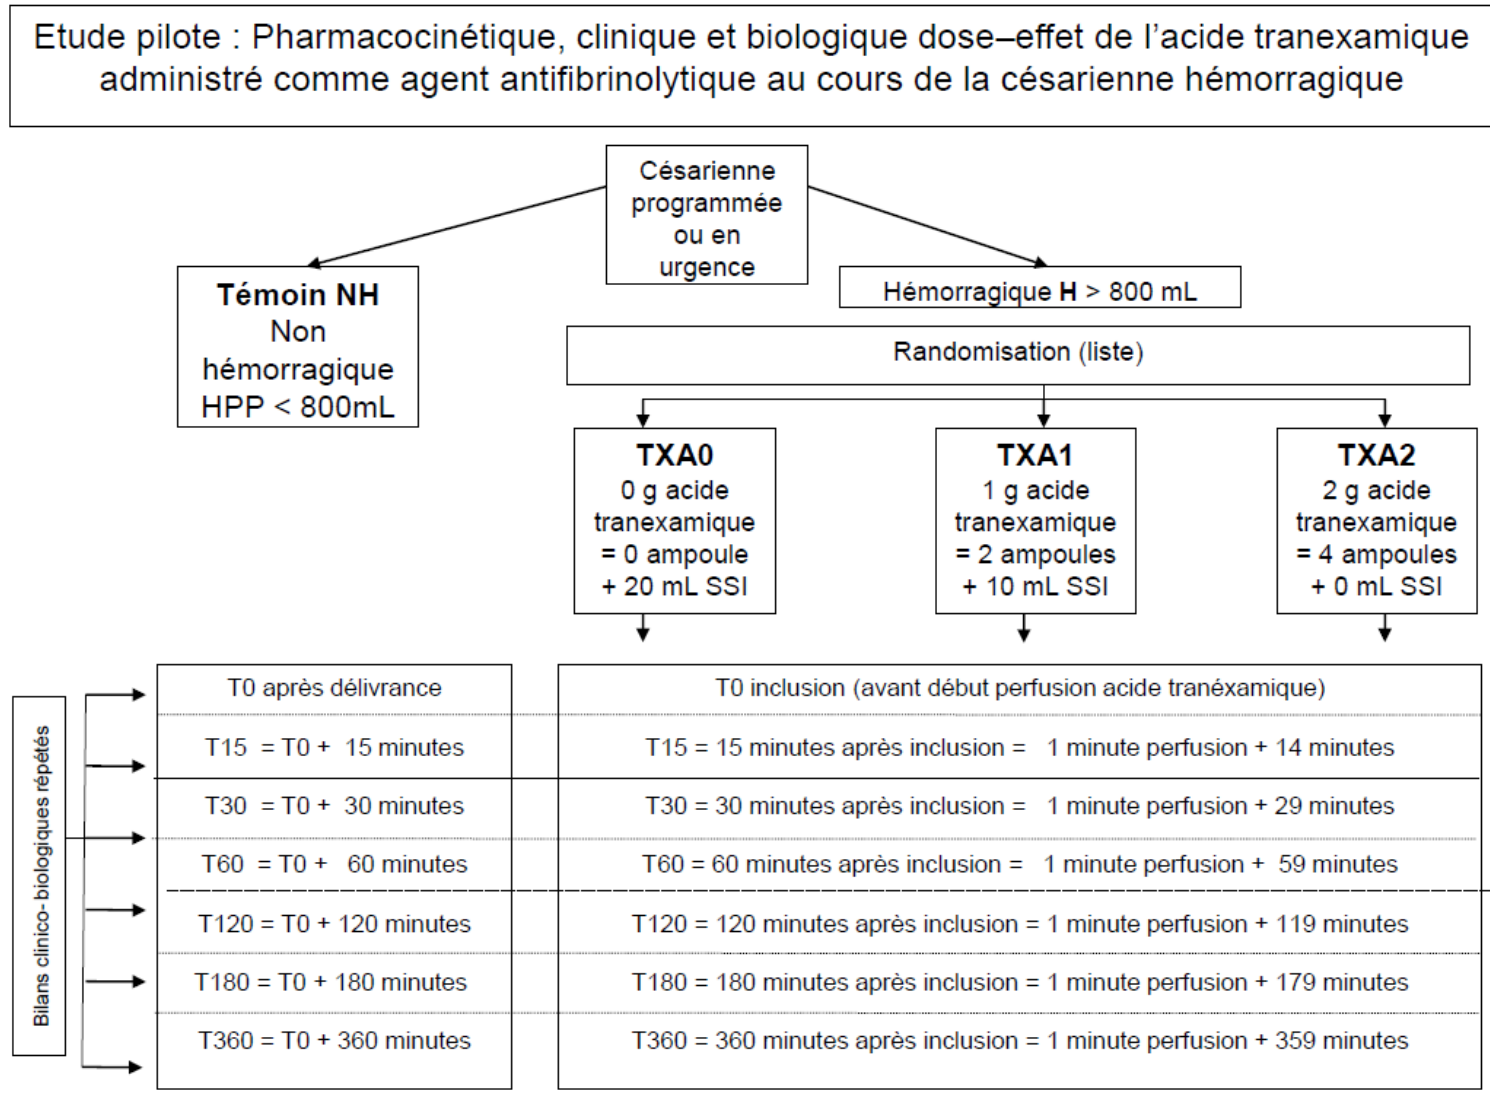 Etude pilote : Pharmacocinétique, clinique et biologique dose–effet de l'acide tranexamique
administré comme agent antifibrinolytique au cours de la césarienne hémorragique
Césarienne
programmée
ou en
urgence
Témoin NH
Non
hémorragique
HPP < 800mL
Hémorragique H > 800 mL
Randomisation (liste)
TXA0
0 g acide
tranexamique
= 0 ampoule
+ 20 mL SSI
TXA1
1 g acide
tranexamique
= 2 ampoules
+ 10 mL SSI
TXA2
2 g acide
tranexamique
= 4 ampoules
+ 0 mL SSI
Bilans clinico- biologiques répétés
T0 après délivrance
T0 inclusion (avant début perfusion acide tranéxamique)
T15 = T0 + 15 minutes
T15 = 15 minutes après inclusion = 1 minute perfusion + 14 minutes
T30 = T0 + 30 minutes
T30 = 30 minutes après inclusion = 1 minute perfusion + 29 minutes
T60 = T0 + 60 minutes
T60 = 60 minutes après inclusion = 1 minute perfusion + 59 minutes
T120 = T0 + 120 minutes
T120 = 120 minutes après inclusion = 1 minute perfusion + 119 minutes
T180 = T0 + 180 minutes
T180 = 180 minutes après inclusion = 1 minute perfusion + 179 minutes
T360 = T0 + 360 minutes
T360 = 360 minutes après inclusion = 1 minute perfusion + 359 minutes